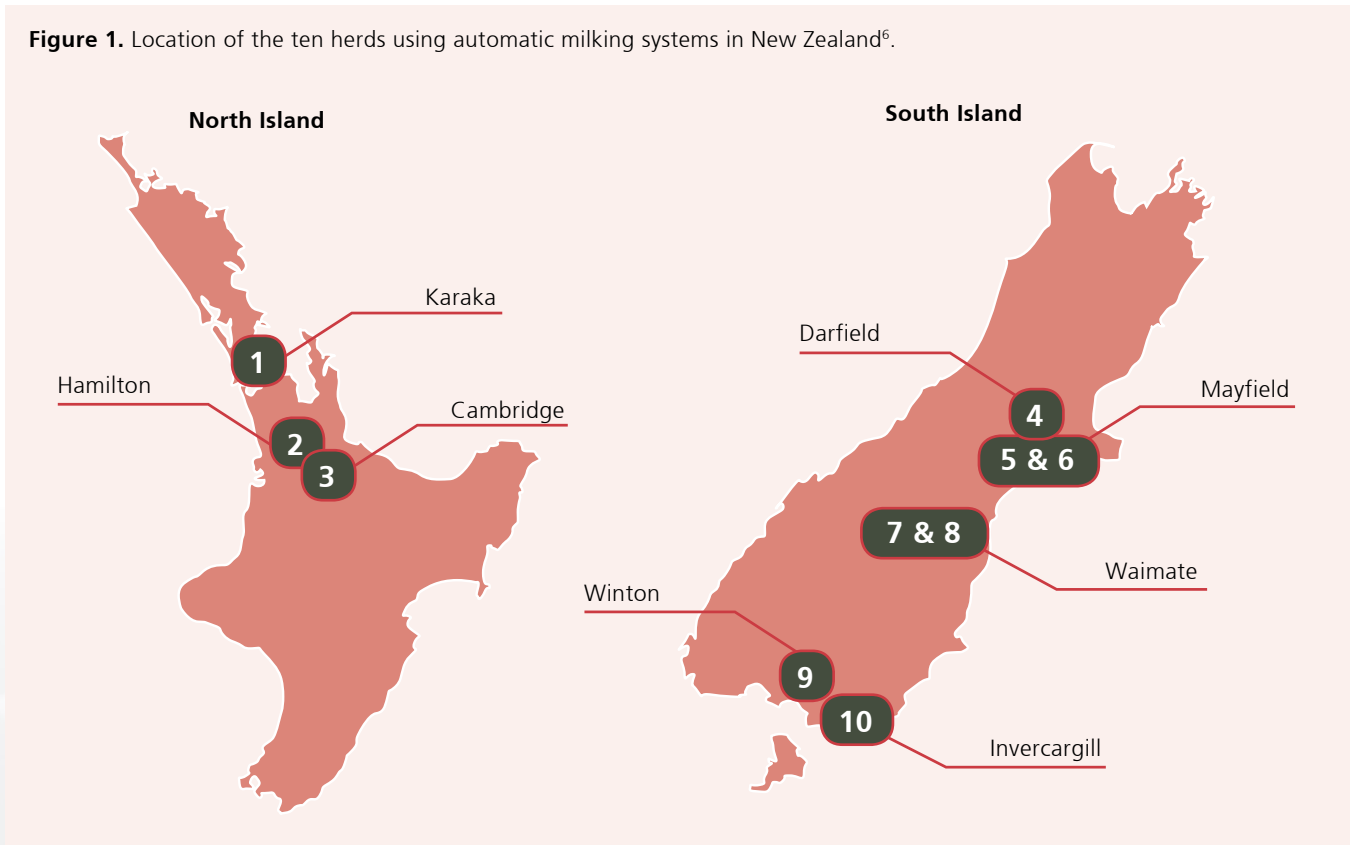 Figure 1. Location of the ten herds using automatic milking systems in New Zealand⁶.
North Island
South Island
Karaka
1
Hamilton
Cambridge
2
3
Darfield
Mayfield
4
5 & 6
7 & 8
Waimate
Winton
9
10
Invercargill